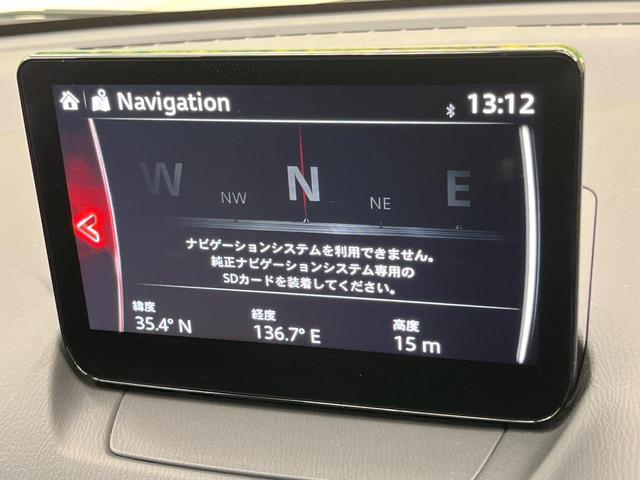 Navigation
13:12
W NW N NE E
ナビゲーションシステムを利用できません。
純正ナビゲーションシステム専用の
SDカードを装着してください。
緯度 経度 高度
35.4° N 136.7° E 15 m